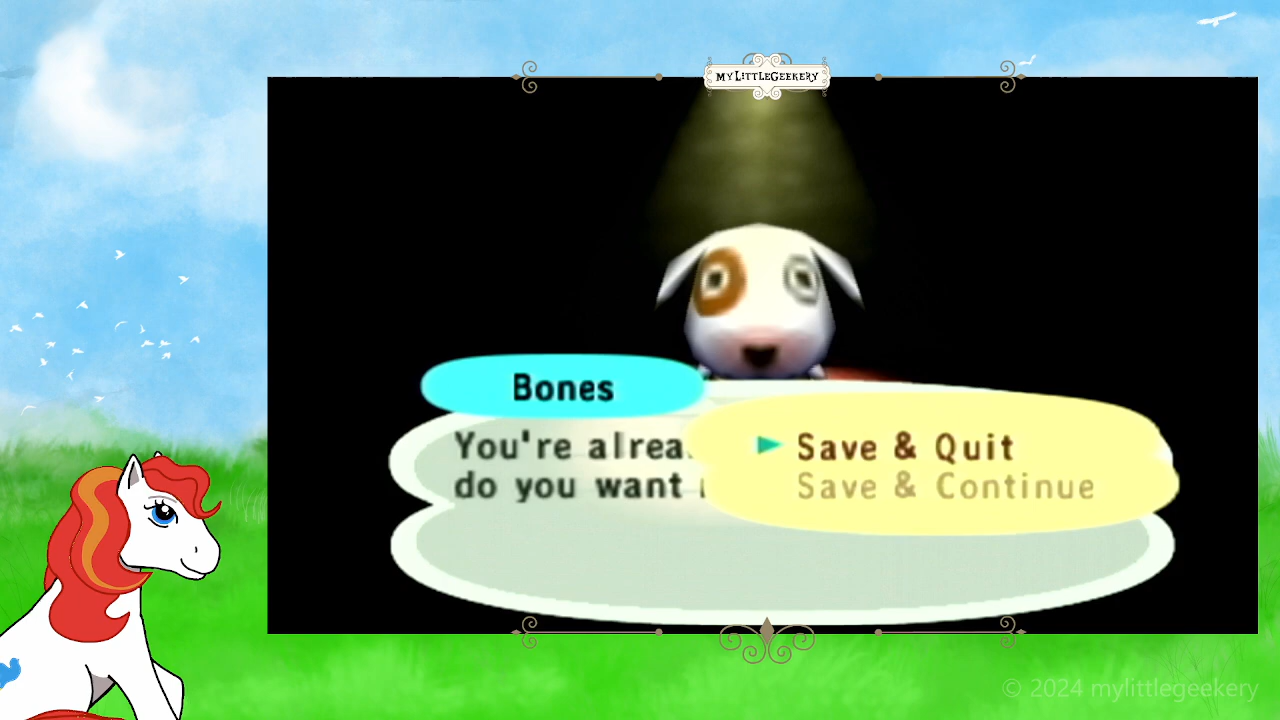 MYLITTLEGEEKERY
Bones
You're alrea
do you want
Save & Quit
Save & Continue
© 2024 mylittlegeekery